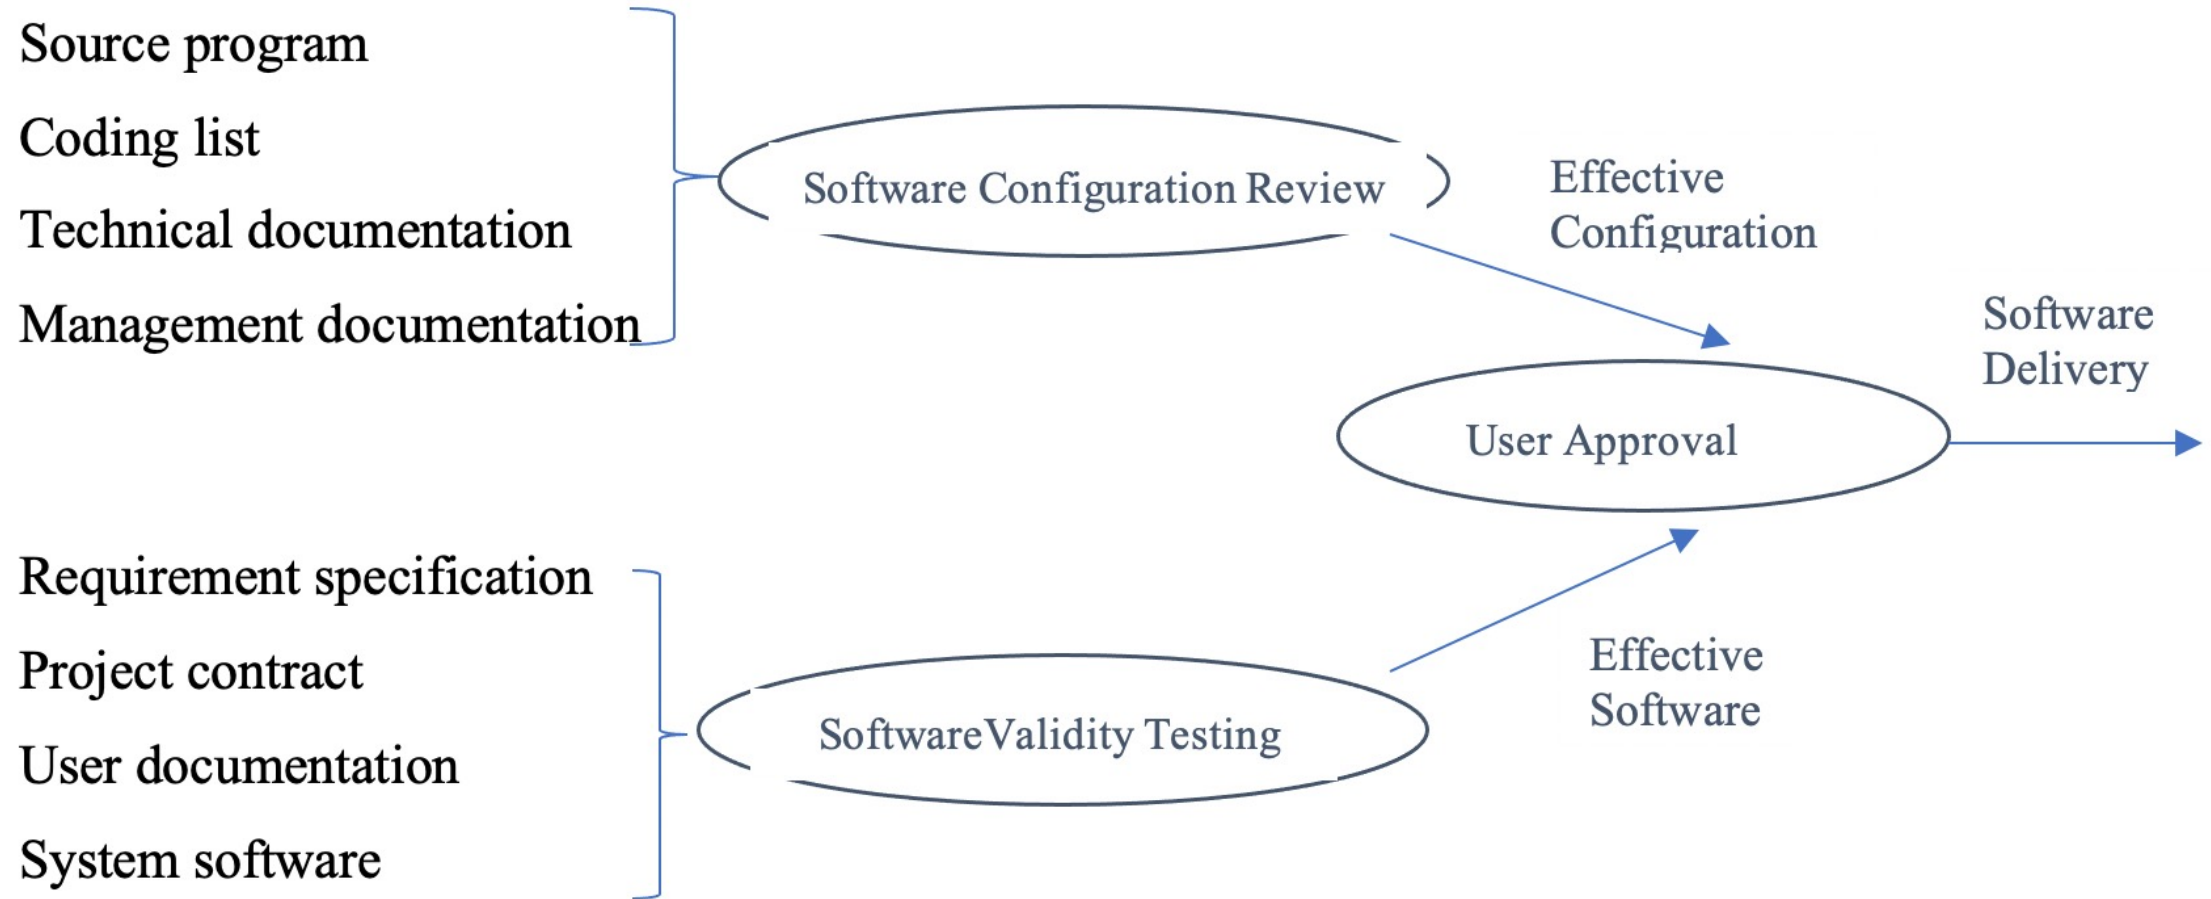 Source program
Coding list
Technical documentation
Management documentation
Software Configuration Review
Effective
Configuration
Software
Delivery
User Approval
Requirement specification
Project contract
User documentation
System software
SoftwareValidity Testing
Effective
Software